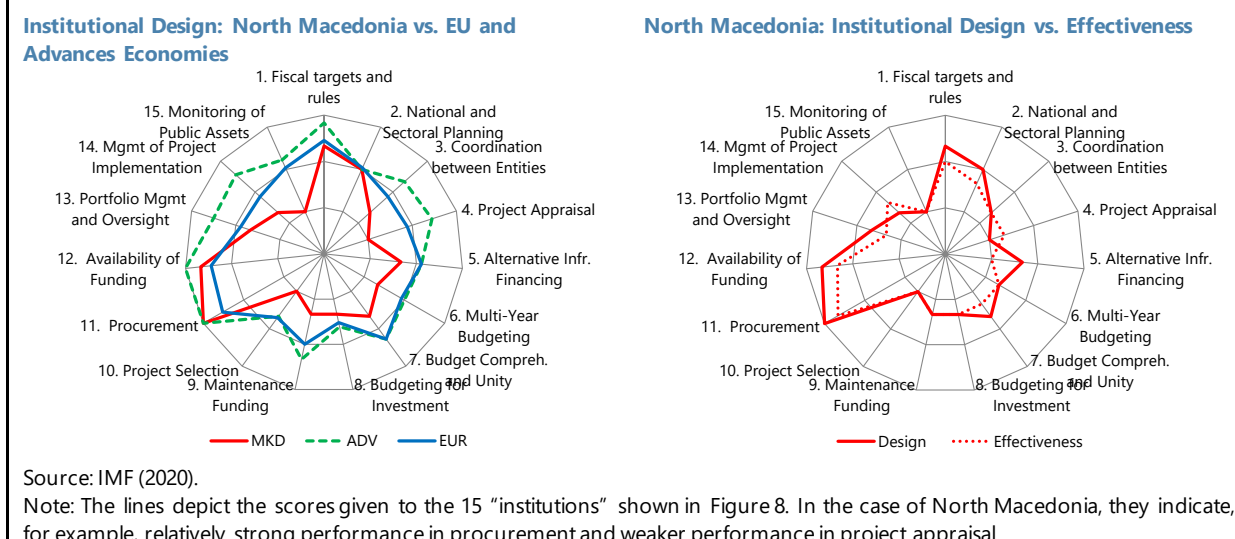 Institutional Design: North Macedonia vs. EU and
Advances Economies
1. Fiscal targets and
rules
2. National and
Sectoral Planning
3. Coordination
between Entities
4. Project Appraisal
5. Alternative Infr.
Financing
6. Multi-Year
Budgeting
7. Budget Compreh.
and Unity
8. Budgeting for
Investment
9. Maintenance
Funding
10. Project Selection
11. Procurement
12. Availability of
Funding
13. Portfolio Mgmt
and Oversight
14. Mgmt of Project
Implementation
15. Monitoring of
Public Assets
MKD ADV EUR
North Macedonia: Institutional Design vs. Effectiveness
1. Fiscal targets and
rules
2. National and
Sectoral Planning
3. Coordination
between Entities
4. Project Appraisal
5. Alternative Infr.
Financing
6. Multi-Year
Budgeting
7. Budget Compreh.
and Unity
8. Budgeting for
Investment
9. Maintenance
Funding
10. Project Selection
11. Procurement
12. Availability of
Funding
13. Portfolio Mgmt
and Oversight
14. Mgmt of Project
Implementation
15. Monitoring of
Public Assets
Design Effectiveness
Source: IMF (2020).
Note: The lines depict the scores given to the 15 “institutions” shown in Figure 8. In the case of North Macedonia, they indicate,
for example, relatively strong performance in procurement and weaker performance in project appraisal